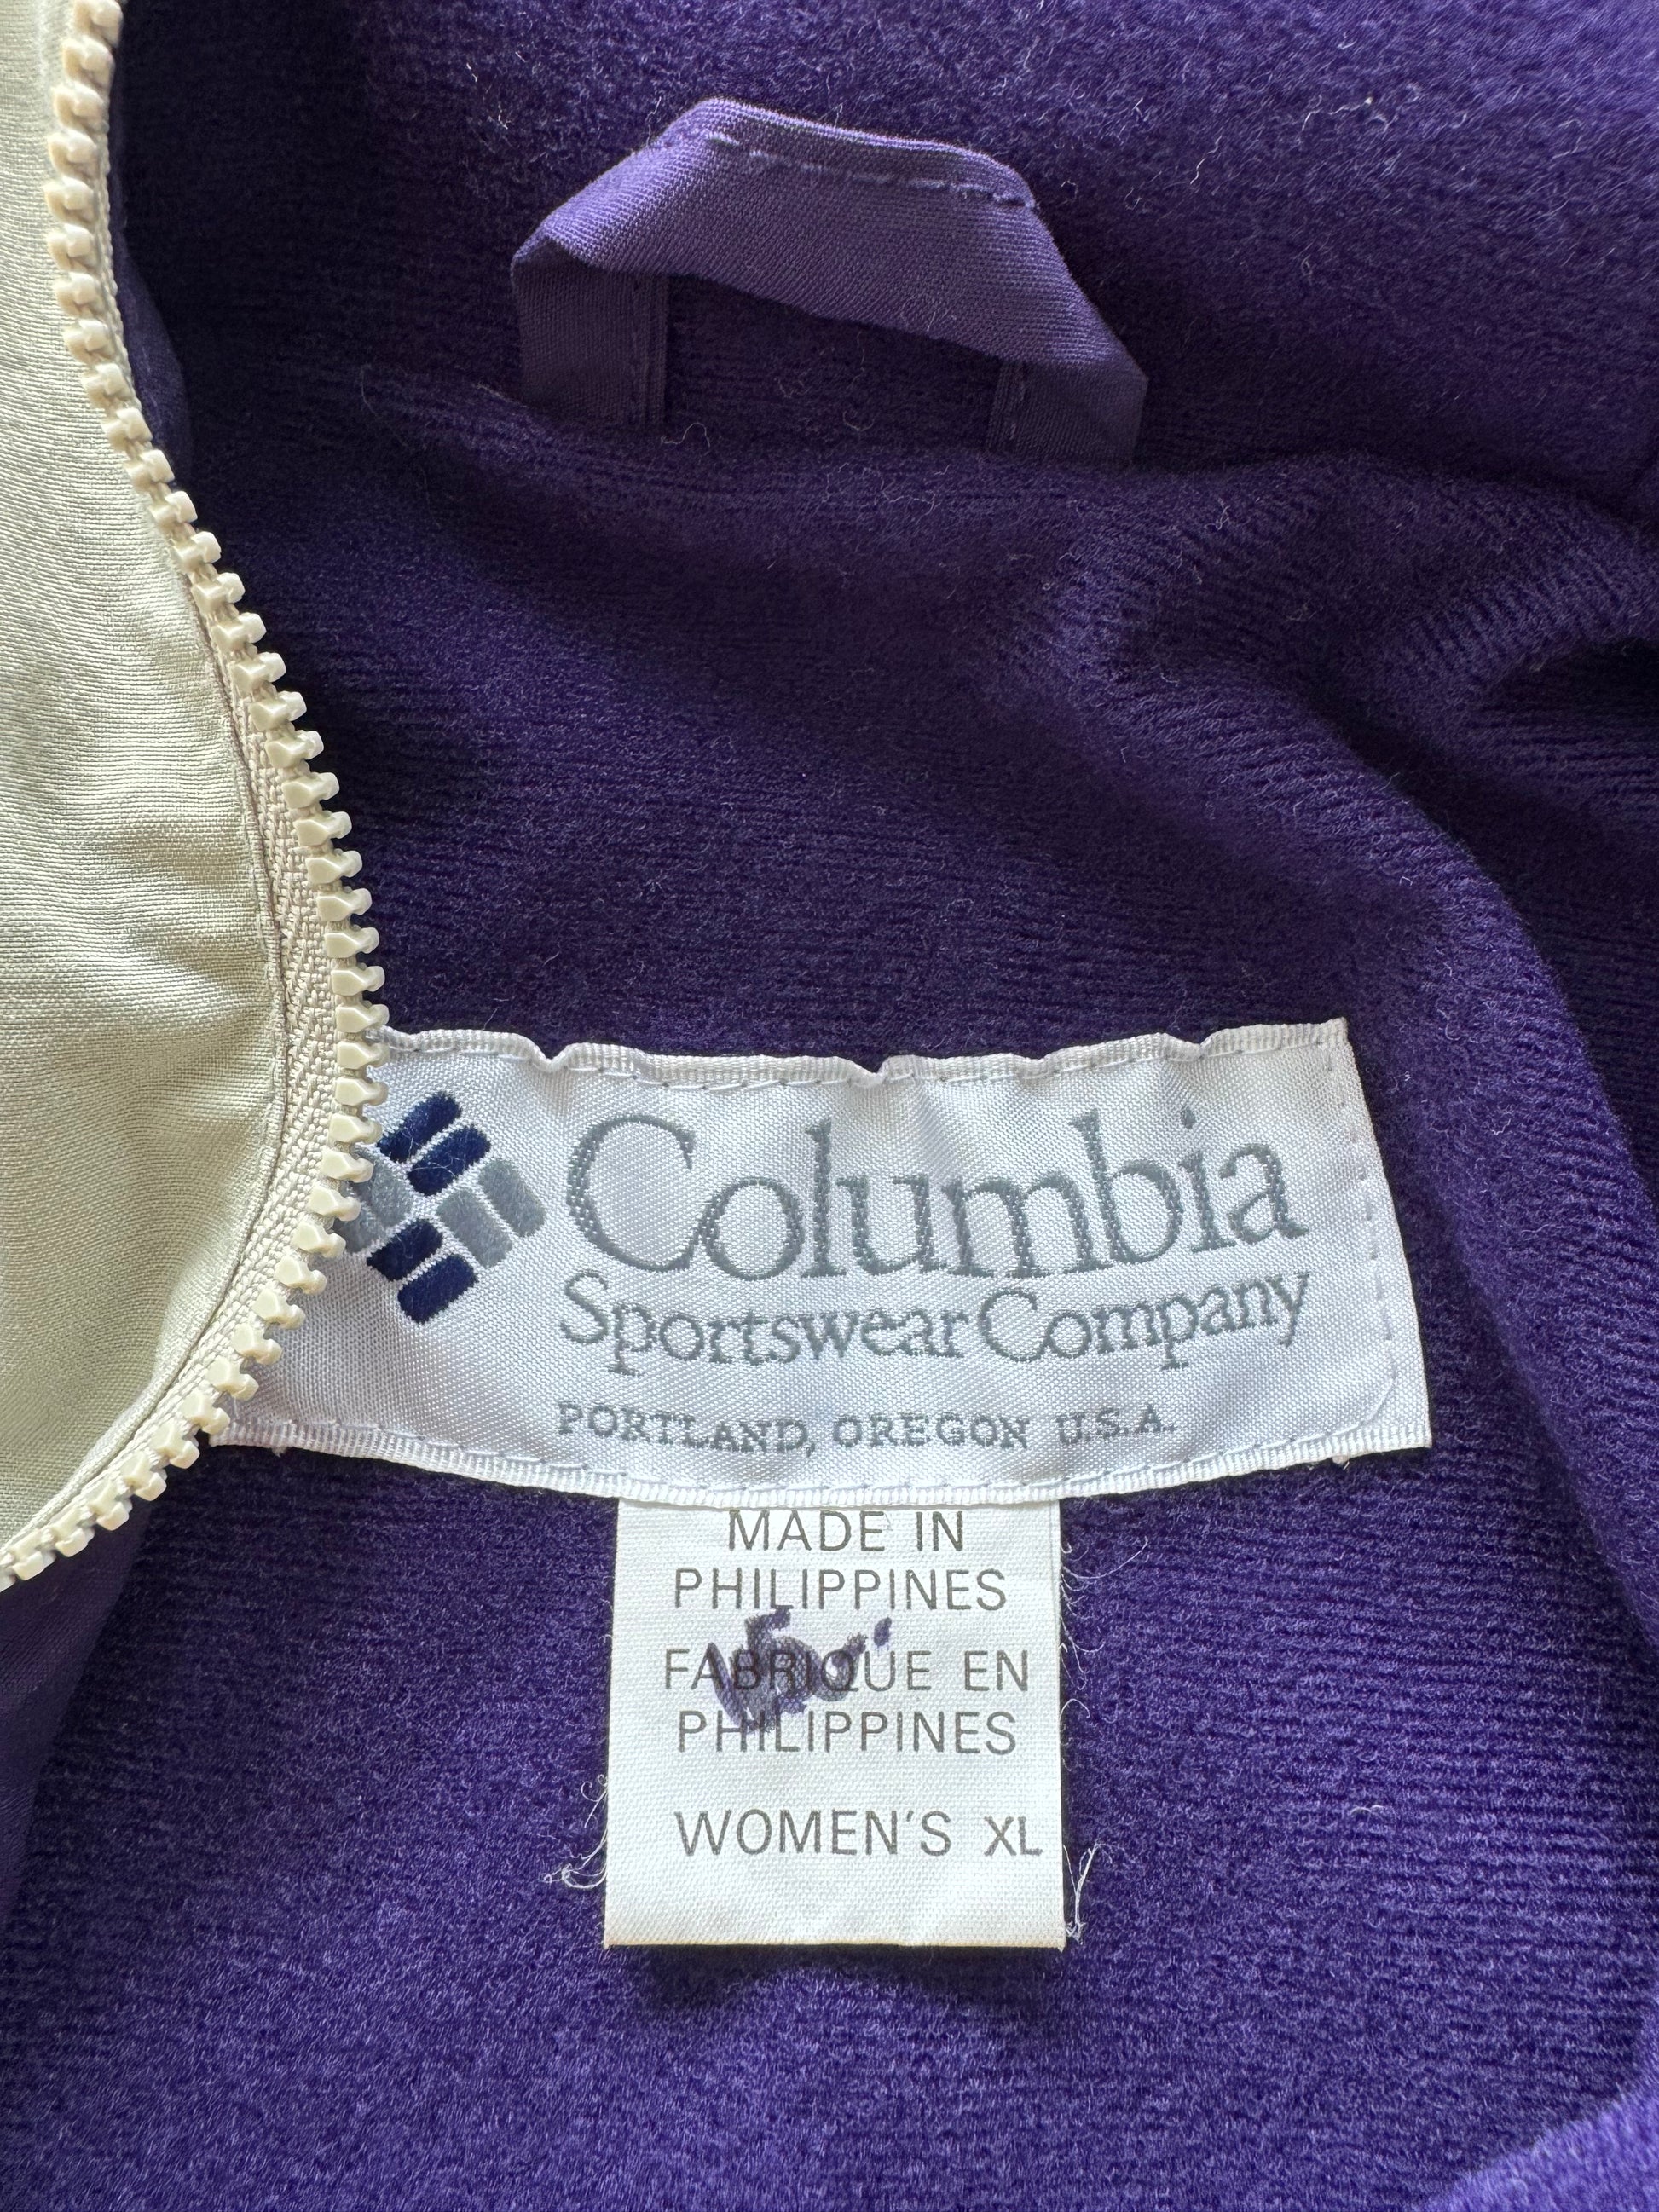 Columbia
Sportswear Company
PORTLAND, OREGON U.S.A.
MADE IN
PHILIPPINES
FABRIQUE EN
PHILIPPINES
WOMEN'S XL